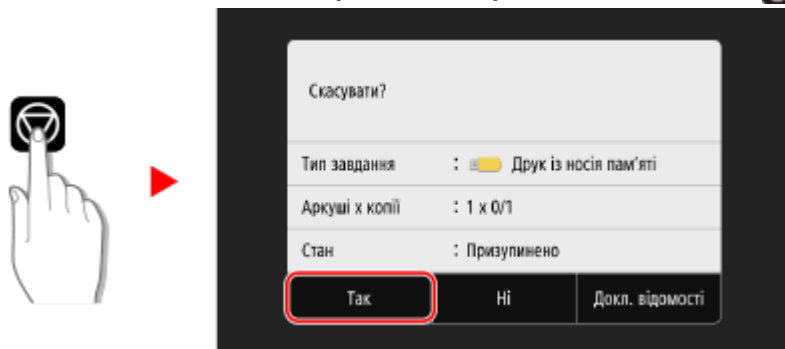 Скасувати?
Тип завдання : Друк із носія пам'яті
Аркуші x копії : 1 x 0/1
Стан : Призупинено
Так Ні Докл. відомості